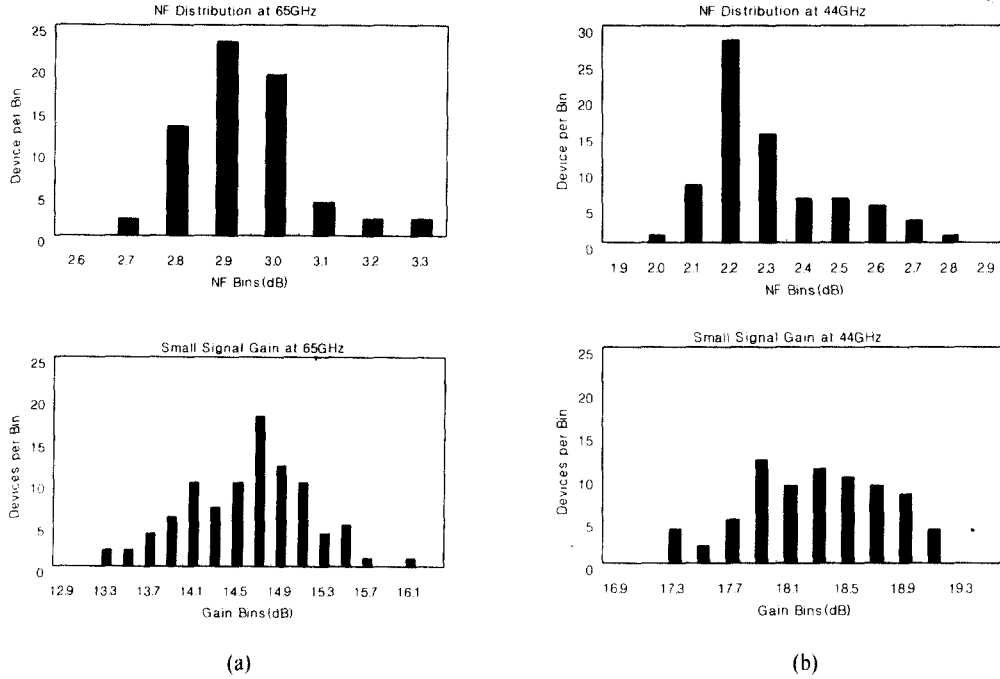 NF Distribution at 65GHz
25
20
15
10
5
0
Device per Bin
2.6 2.7 2.8 2.9 3.0 3.1 3.2 3.3
NF Bins(dB)
Small Signal Gain at 65GHz
25
20
15
10
5
0
Devices per Bin
12.9 13.3 13.7 14.1 14.5 14.9 15.3 15.7 16.1
Gain Bins(dB)
(a)
NF Distribution at 44GHz
30
25
20
15
10
5
0
Device per Bin
1.9 2.0 2.1 2.2 2.3 2.4 2.5 2.6 2.7 2.8 2.9
NF Bins(dB)
Small Signal Gain at 44GHz
25
20
15
10
5
0
Devices per Bin
16.9 17.3 17.7 18.1 18.5 18.9 19.3
Gain Bins(dB)
(b)